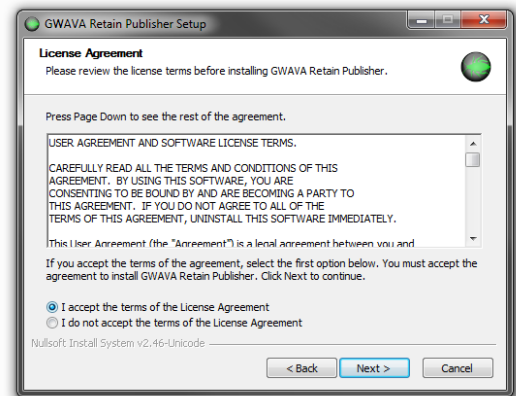 GWAVA Retain Publisher Setup
License Agreement
Please review the license terms before installing GWAVA Retain Publisher.
Press Page Down to see the rest of the agreement.
USER AGREEMENT AND SOFTWARE LICENSE TERMS.
CAREFULLY READ ALL THE TERMS AND CONDITIONS OF THIS
AGREEMENT.  BY USING THIS SOFTWARE, YOU ARE
CONSENTING TO BE BOUND BY AND ARE BECOMING A PARTY TO
THIS AGREEMENT.  IF YOU DO NOT AGREE TO ALL OF THE
TERMS OF THIS AGREEMENT, UNINSTALL THIS SOFTWARE IMMEDIATELY.
This User Agreement (the "Agreement") is a legal agreement between you and
If you accept the terms of the agreement, select the first option below. You must accept the
agreement to install GWAVA Retain Publisher. Click Next to continue.
I accept the terms of the License Agreement
I do not accept the terms of the License Agreement
Nullsoft Install System v2.46-Unicode
< Back
Next >
Cancel